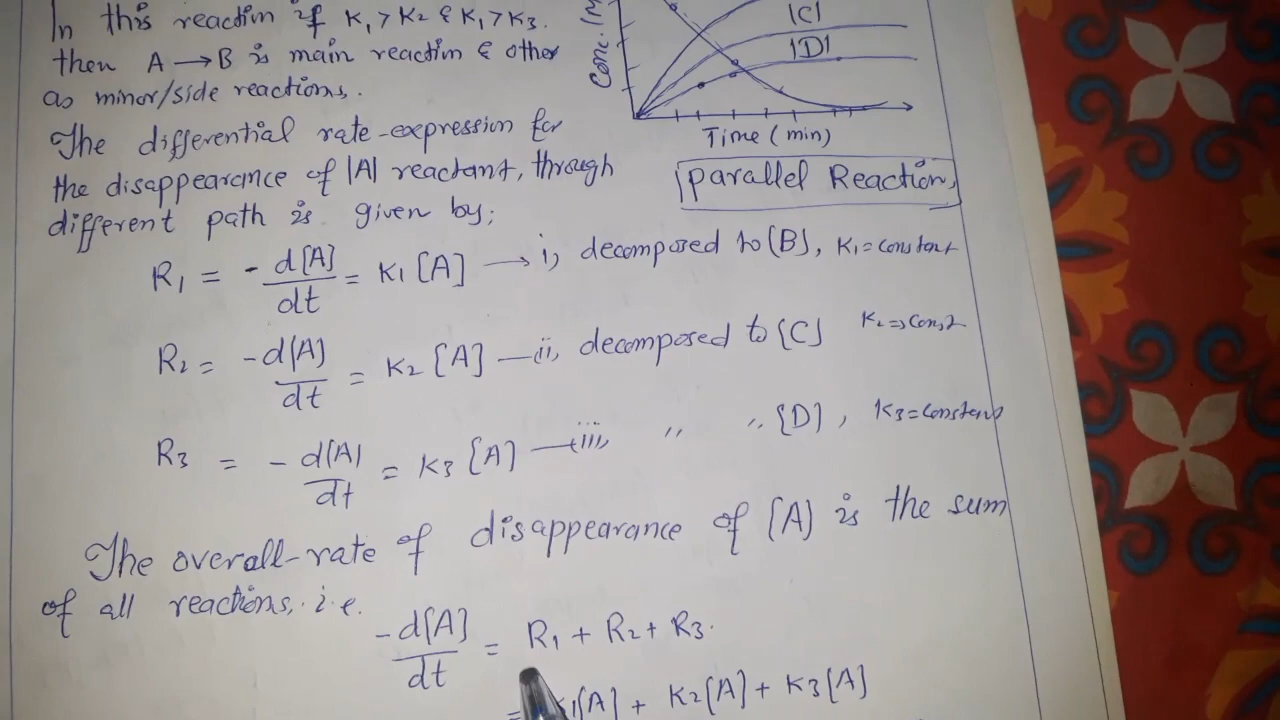 In this reaction if K₁ > K₂ & K₁ > K₃.
then A → B is main reaction & other
as minor/side reactions.
The differential rate-expression for
the disappearance of |A| reactant, through
different path is given by;
Conc. (M
|C|
|D|
Time (min)
parallel Reaction,
R₁ = - d[A]/dt = K₁ [A] → i, decomposed to [B], K₁ = constant
R₂ = -d[A]/dt = K₂ [A] — ii, decomposed to [C]
R₃ = - d[A]/dt = K₃ [A] — iii, ,, ,, [D], K₃ = constant
The overall-rate of disappearance of [A] is the sum
of all reactions, i.e.
-d[A]/dt = R₁ + R₂ + R₃.
= K₁[A] + K₂[A] + K₃[A]